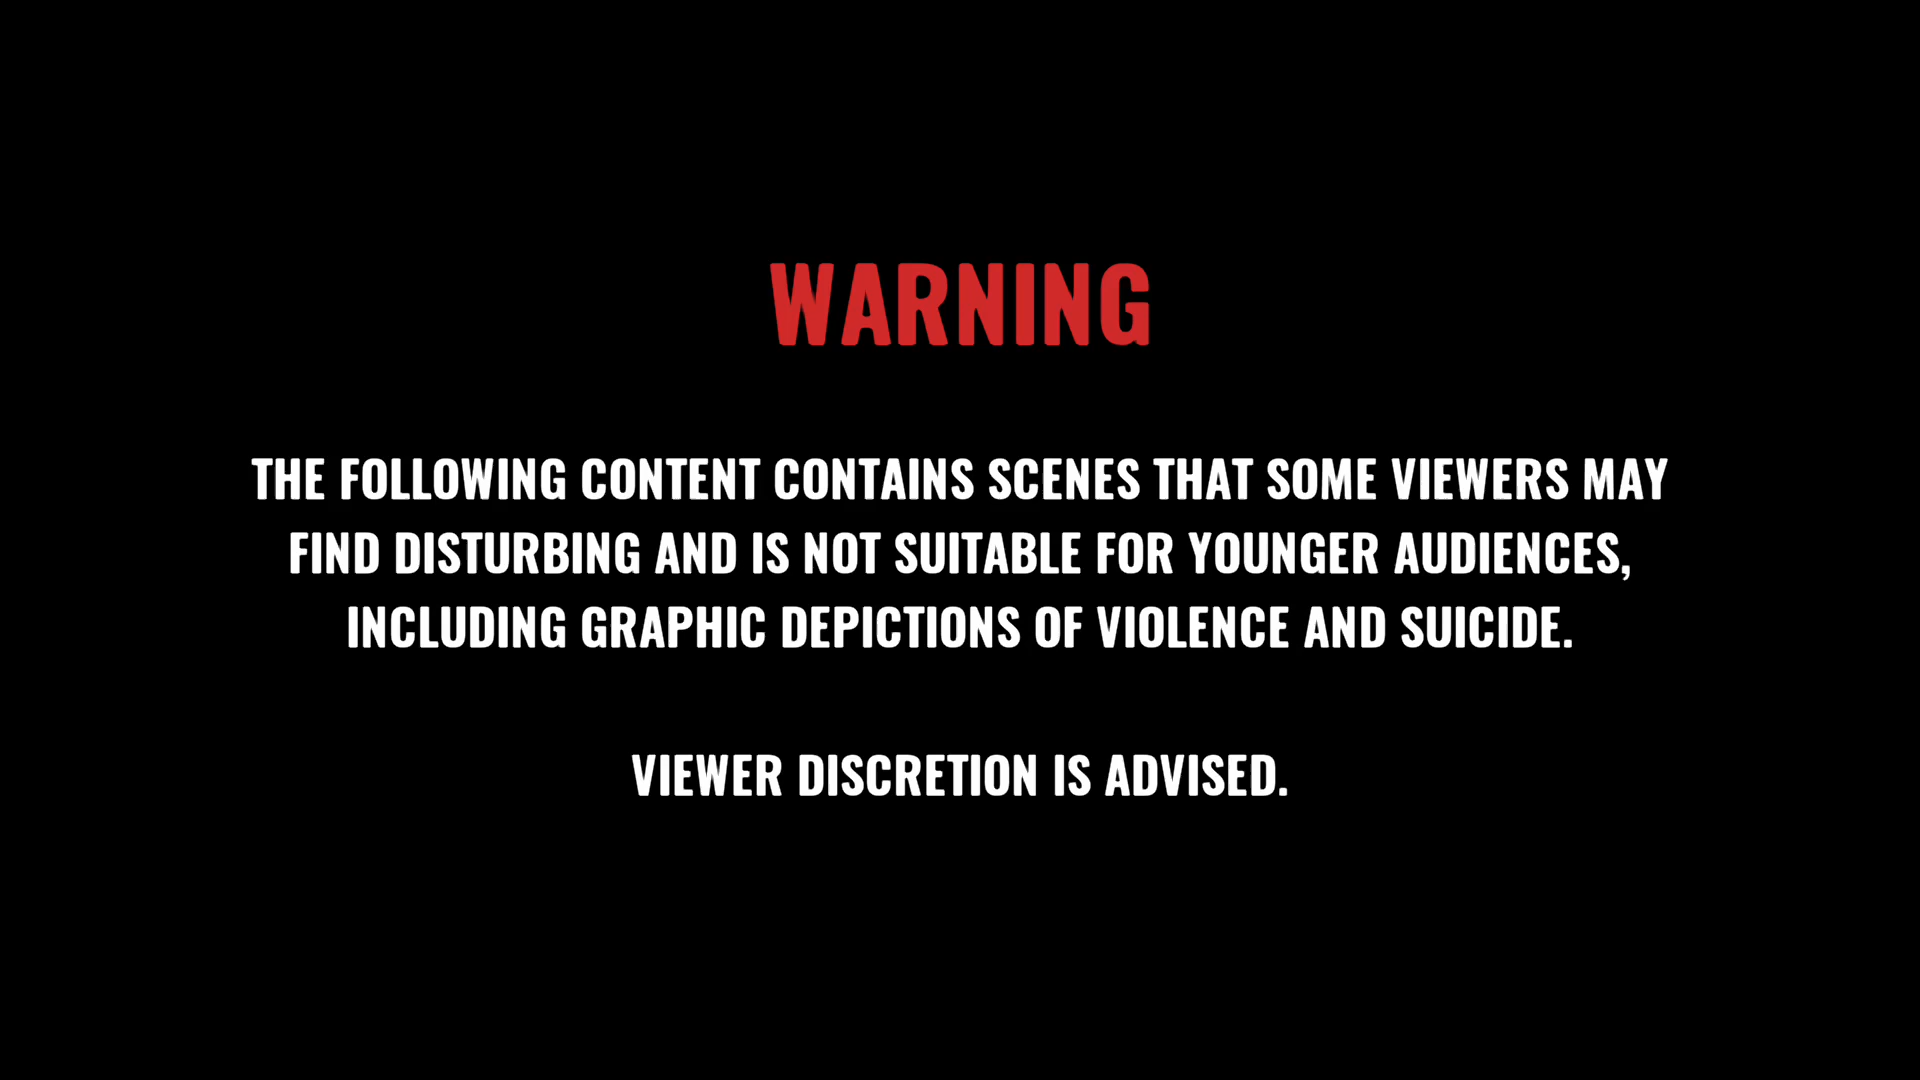 WARNING
THE FOLLOWING CONTENT CONTAINS SCENES THAT SOME VIEWERS MAY
FIND DISTURBING AND IS NOT SUITABLE FOR YOUNGER AUDIENCES,
INCLUDING GRAPHIC DEPICTIONS OF VIOLENCE AND SUICIDE.
VIEWER DISCRETION IS ADVISED.